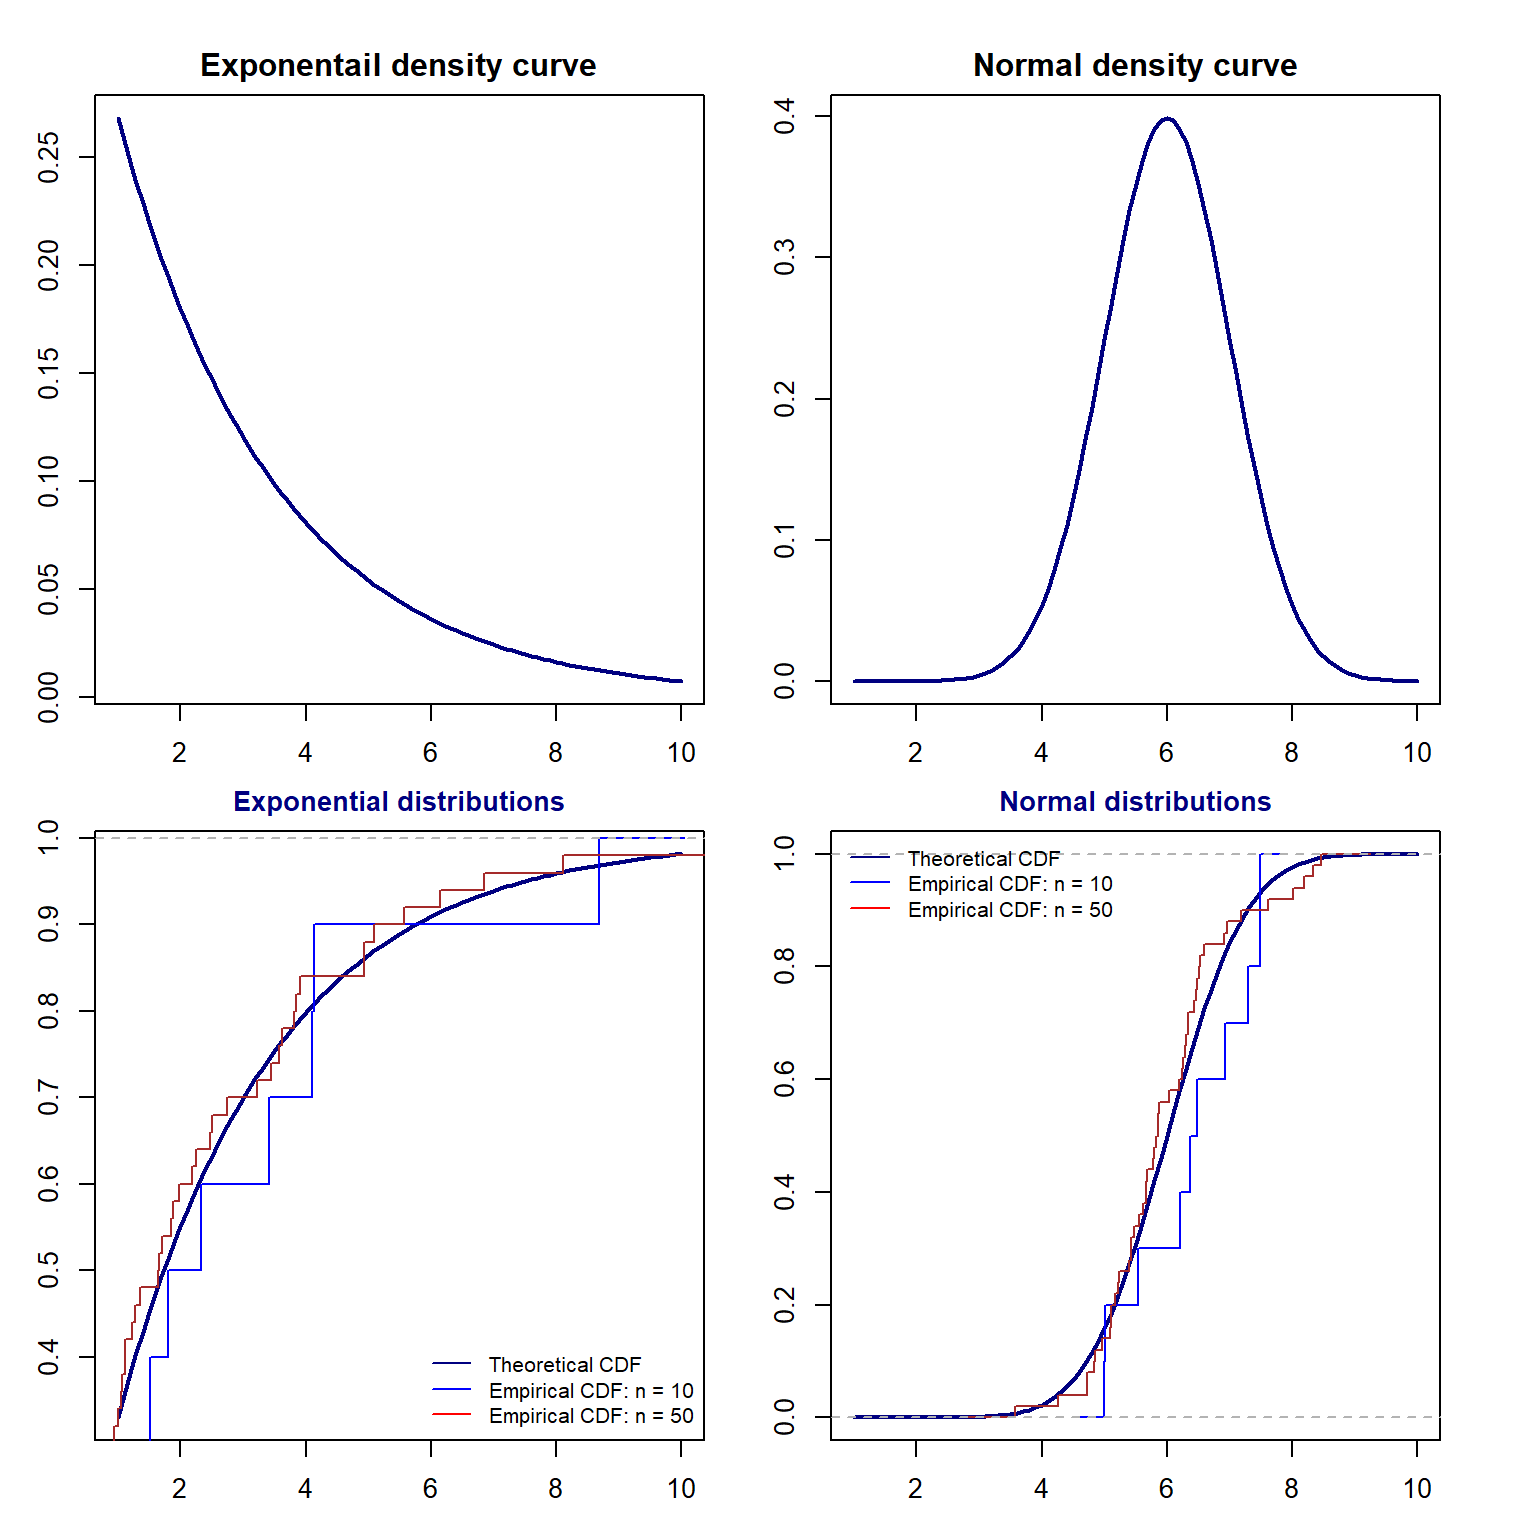 Exponentail density curve
0.25
0.20
0.15
0.10
0.05
0.00
2 4 6 8 10
Normal density curve
0.4
0.3
0.2
0.1
0.0
2 4 6 8 10
Exponential distributions
1.0
0.9
0.8
0.7
0.6
0.5
0.4
Theoretical CDF
Empirical CDF: n = 10
Empirical CDF: n = 50
2 4 6 8 10
Normal distributions
1.0
0.8
0.6
0.4
0.2
0.0
Theoretical CDF
Empirical CDF: n = 10
Empirical CDF: n = 50
2 4 6 8 10